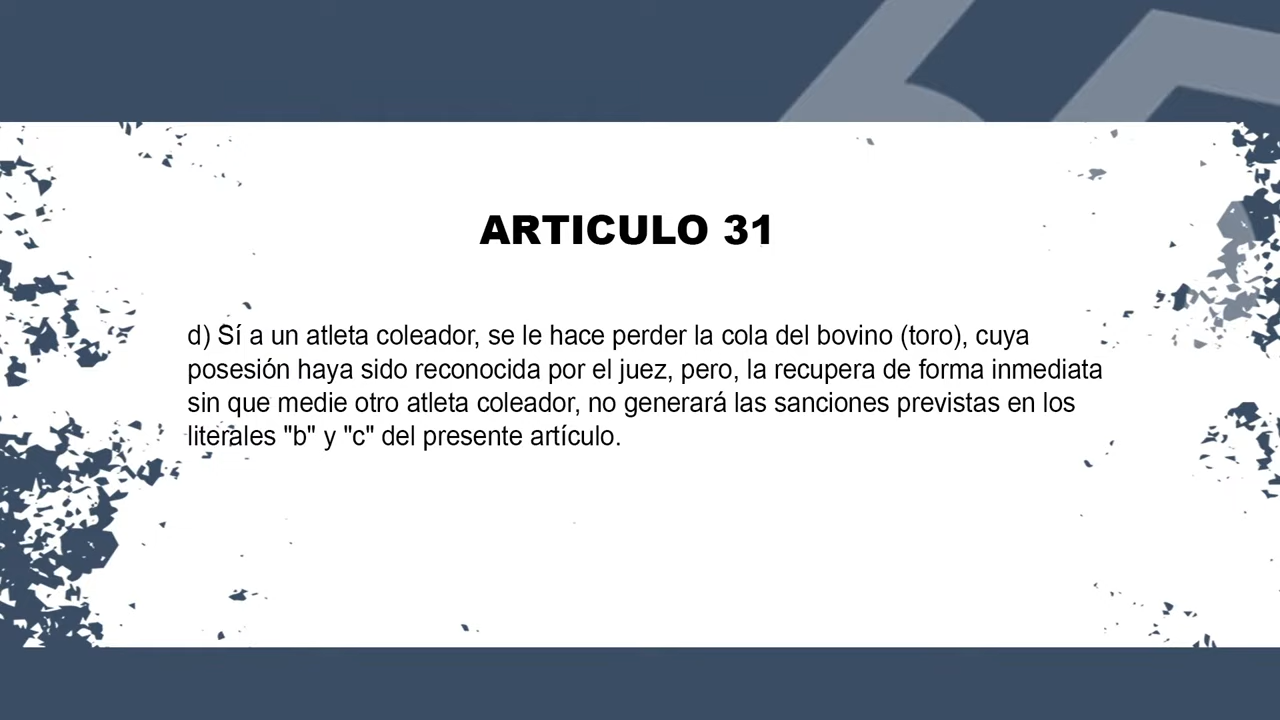 ARTICULO 31
d) Sí a un atleta coleador, se le hace perder la cola del bovino (toro), cuya
posesión haya sido reconocida por el juez, pero, la recupera de forma inmediata
sin que medie otro atleta coleador, no generará las sanciones previstas en los
literales "b" y "c" del presente artículo.